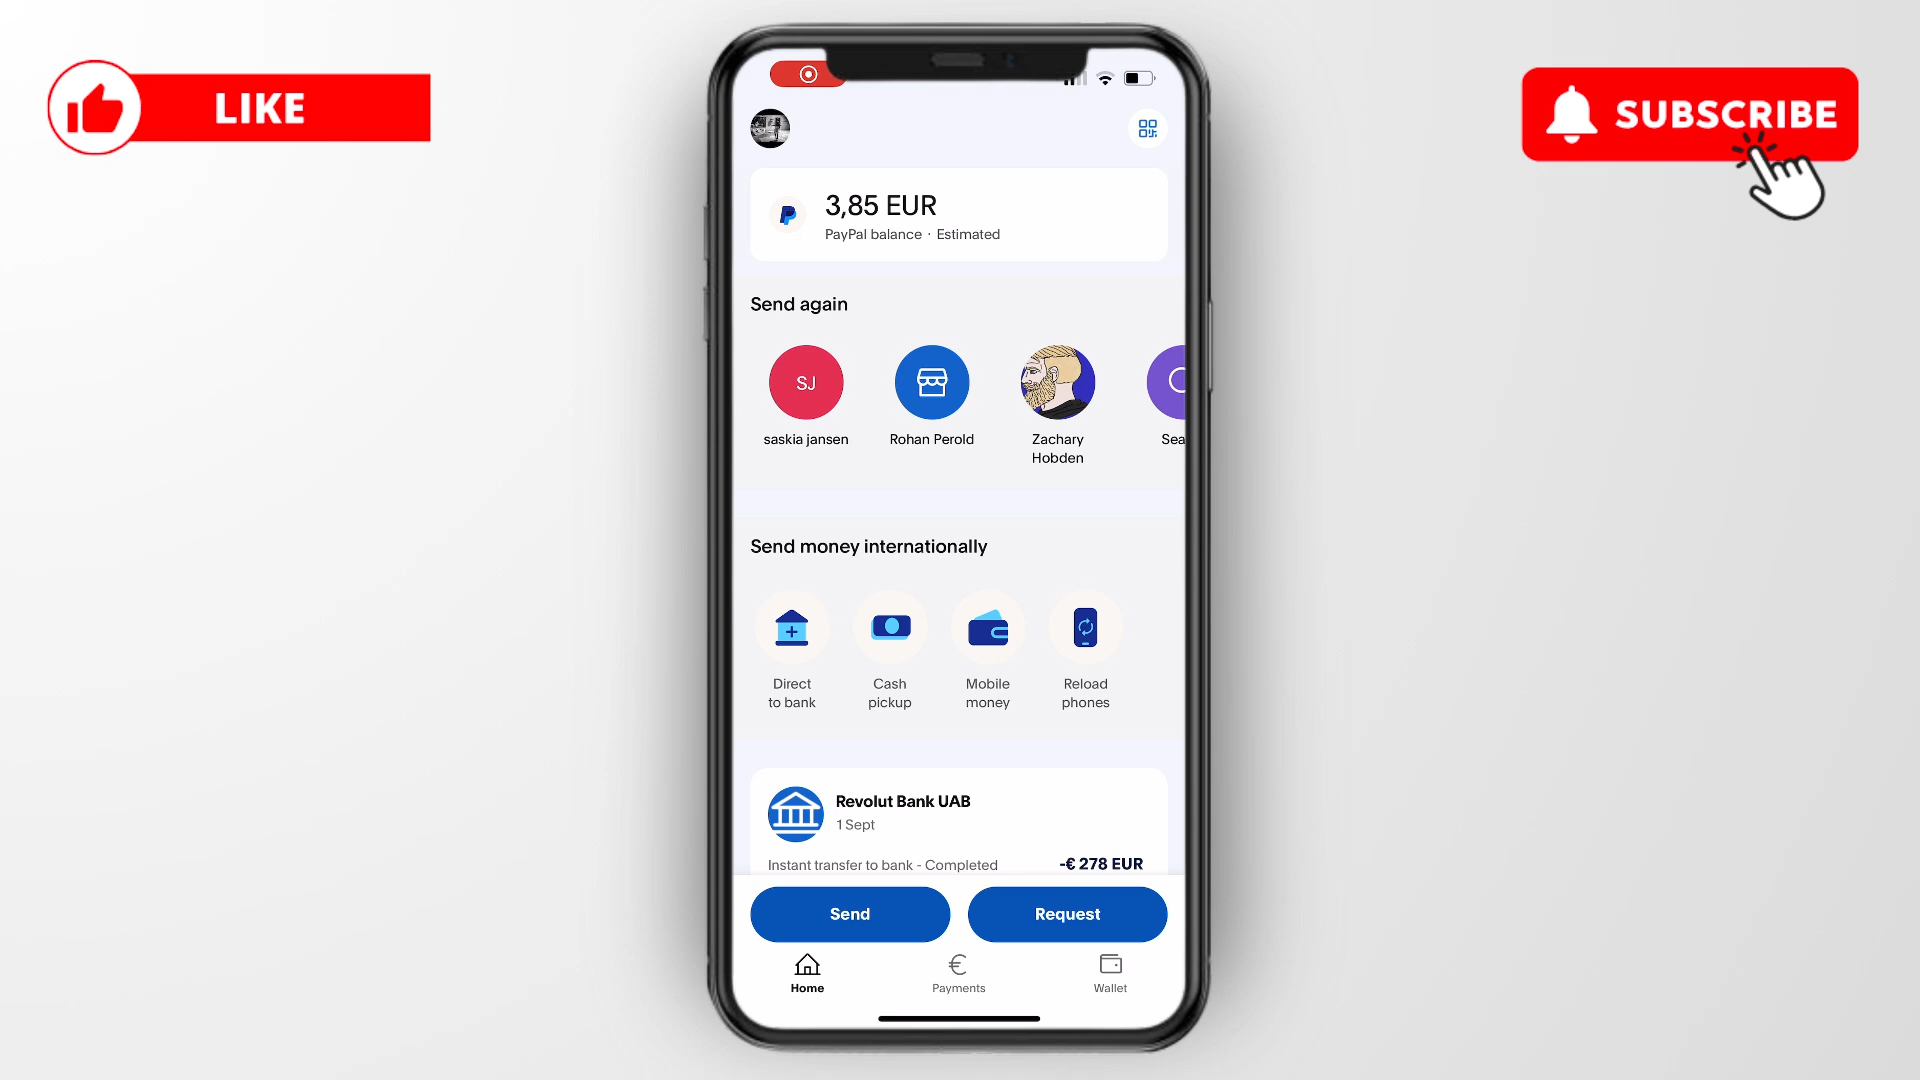 LIKE
SUBSCRIBE
3,85 EUR
PayPal balance · Estimated
Send again
SJ
saskia jansen
Rohan Perold
Zachary
Hobden
Sea
Send money internationally
Direct
to bank
Cash
pickup
Mobile
money
Reload
phones
Revolut Bank UAB
1 Sept
Instant transfer to bank - Completed
-€ 278 EUR
Send
Request
Home
Payments
Wallet